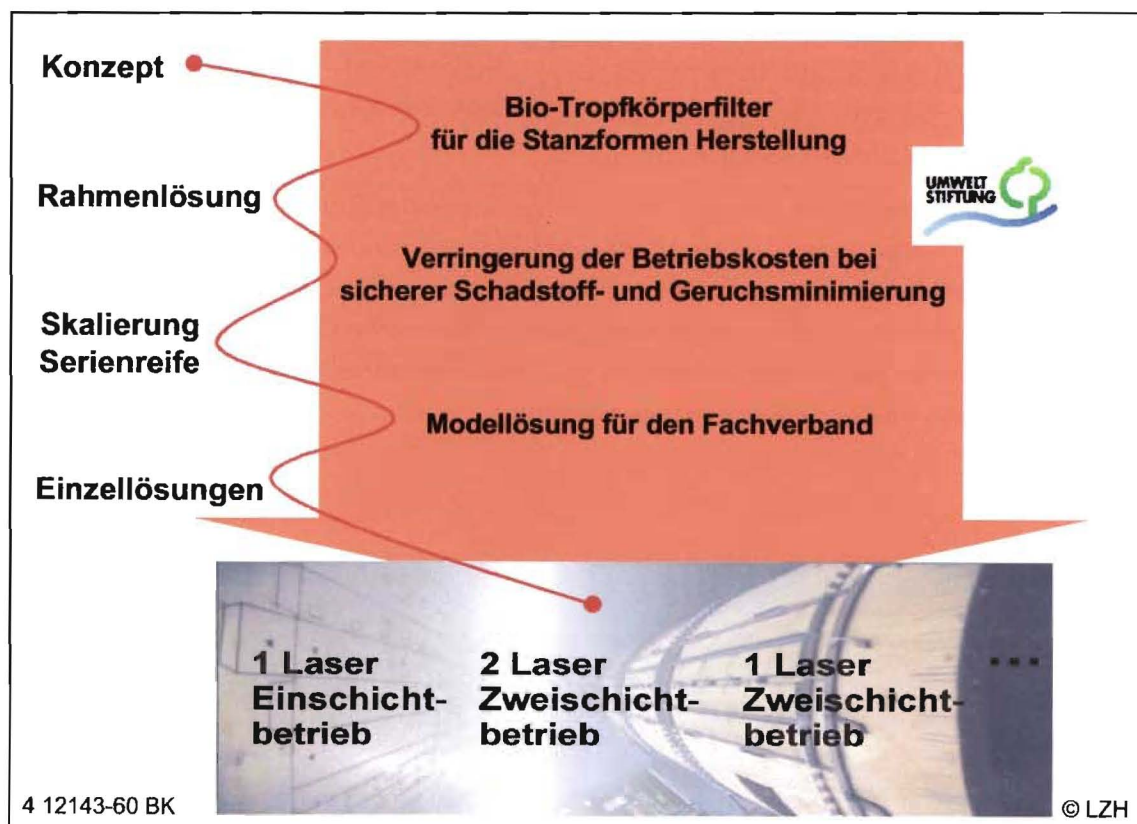 Konzept
Bio-Tropfkörperfilter
für die Stanzformen Herstellung
UMWELT
STIFTUNG
Rahmenlösung
Verringerung der Betriebskosten bei
sicherer Schadstoff- und Geruchsminimierung
Skalierung
Serienreife
Modellösung für den Fachverband
Einzellösungen
1 Laser
Einschicht-
betrieb
2 Laser
Zweischicht-
betrieb
1 Laser
Zweischicht-
betrieb
...
4 12143-60 BK
© LZH